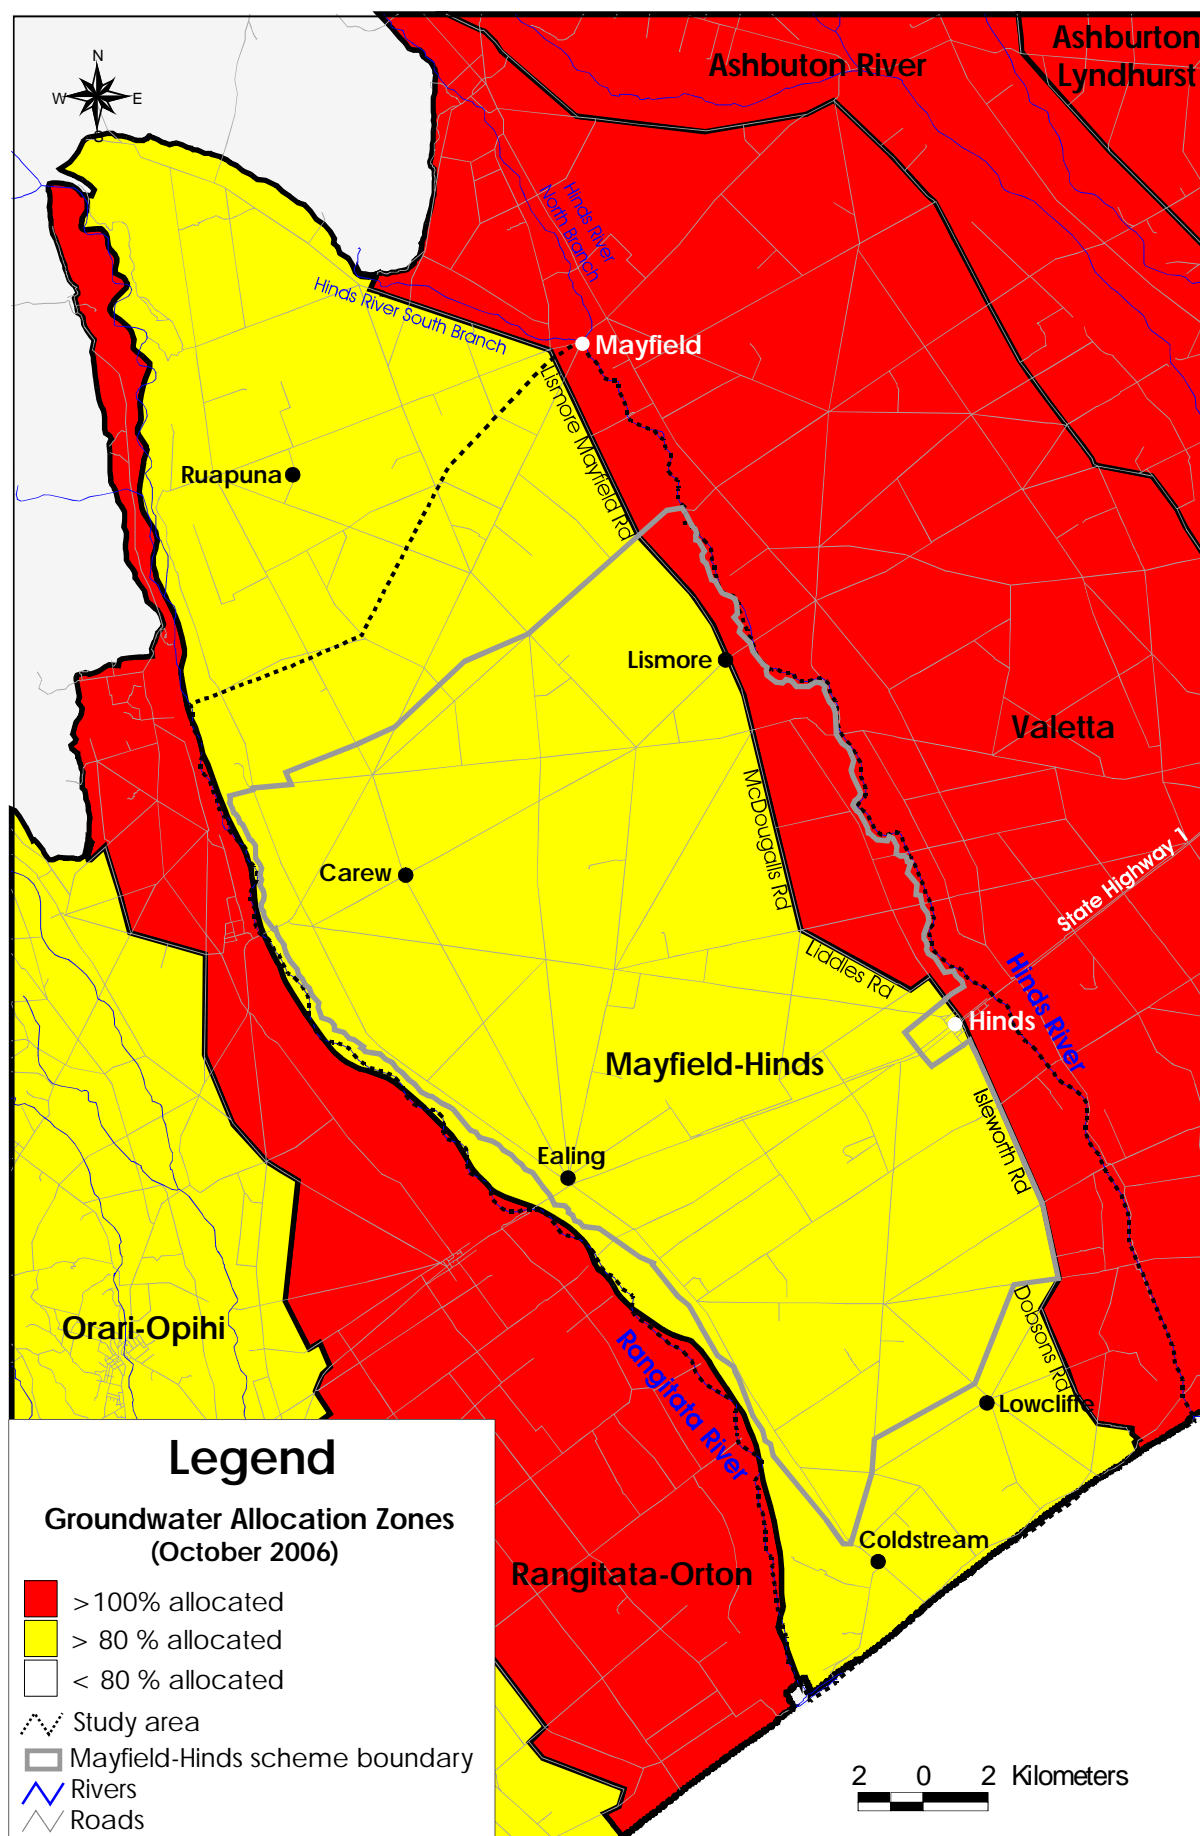 Ashbuton River
Ashburton
Lyndhurst
N
W
E
S
Hinds River
North Branch
Hinds River South Branch
Mayfield
Lismore Mayfield Rd
Ruapuna
Lismore
Valetta
McDougalls Rd
State Highway 1
Carew
Liddles Rd
Hinds River
Hinds
Mayfield-Hinds
Isleworth Rd
Ealing
Dobsons Rd
Orari-Opihi
Rangitata River
Lowcliffe
Coldstream
Rangitata-Orton
Legend
Groundwater Allocation Zones
(October 2006)
>100% allocated
> 80 % allocated
< 80 % allocated
Study area
Mayfield-Hinds scheme boundary
Rivers
Roads
2 0 2 Kilometers